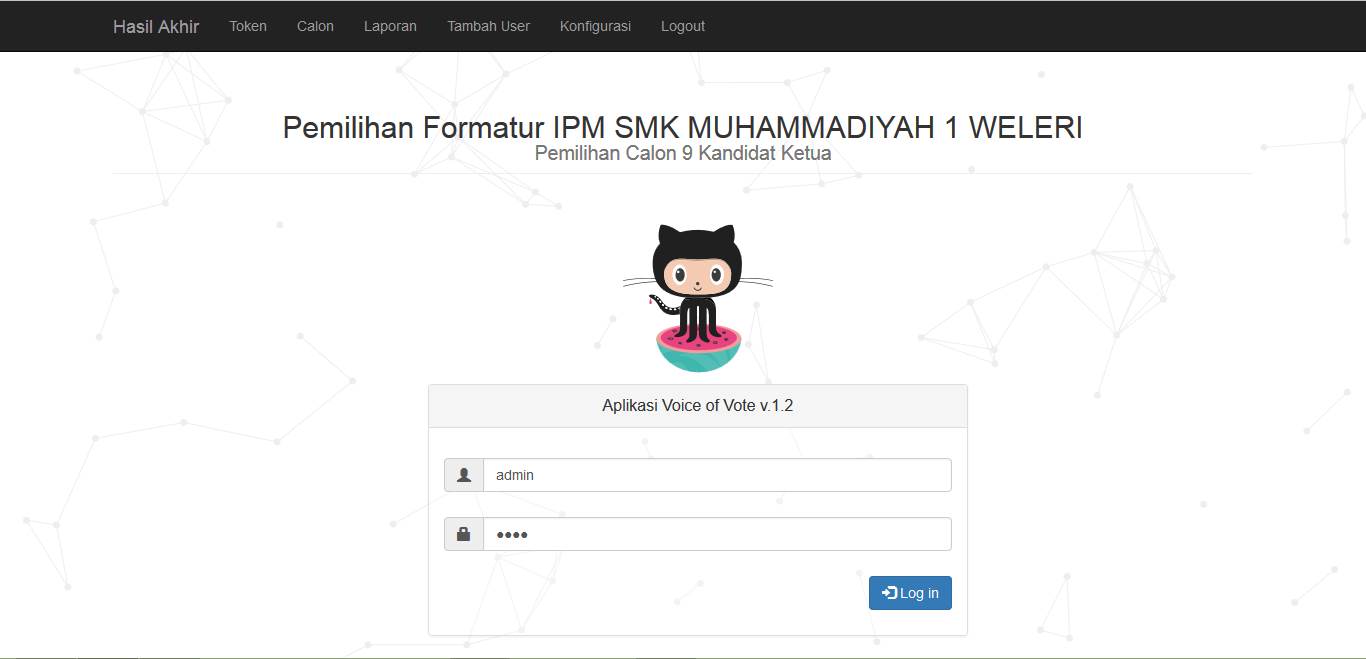 Hasil Akhir Token Calon Laporan Tambah User Konfigurasi Logout
Pemilihan Formatur IPM SMK MUHAMMADIYAH 1 WELERI
Pemilihan Calon 9 Kandidat Ketua
Aplikasi Voice of Vote v.1.2
admin
••••
Log in